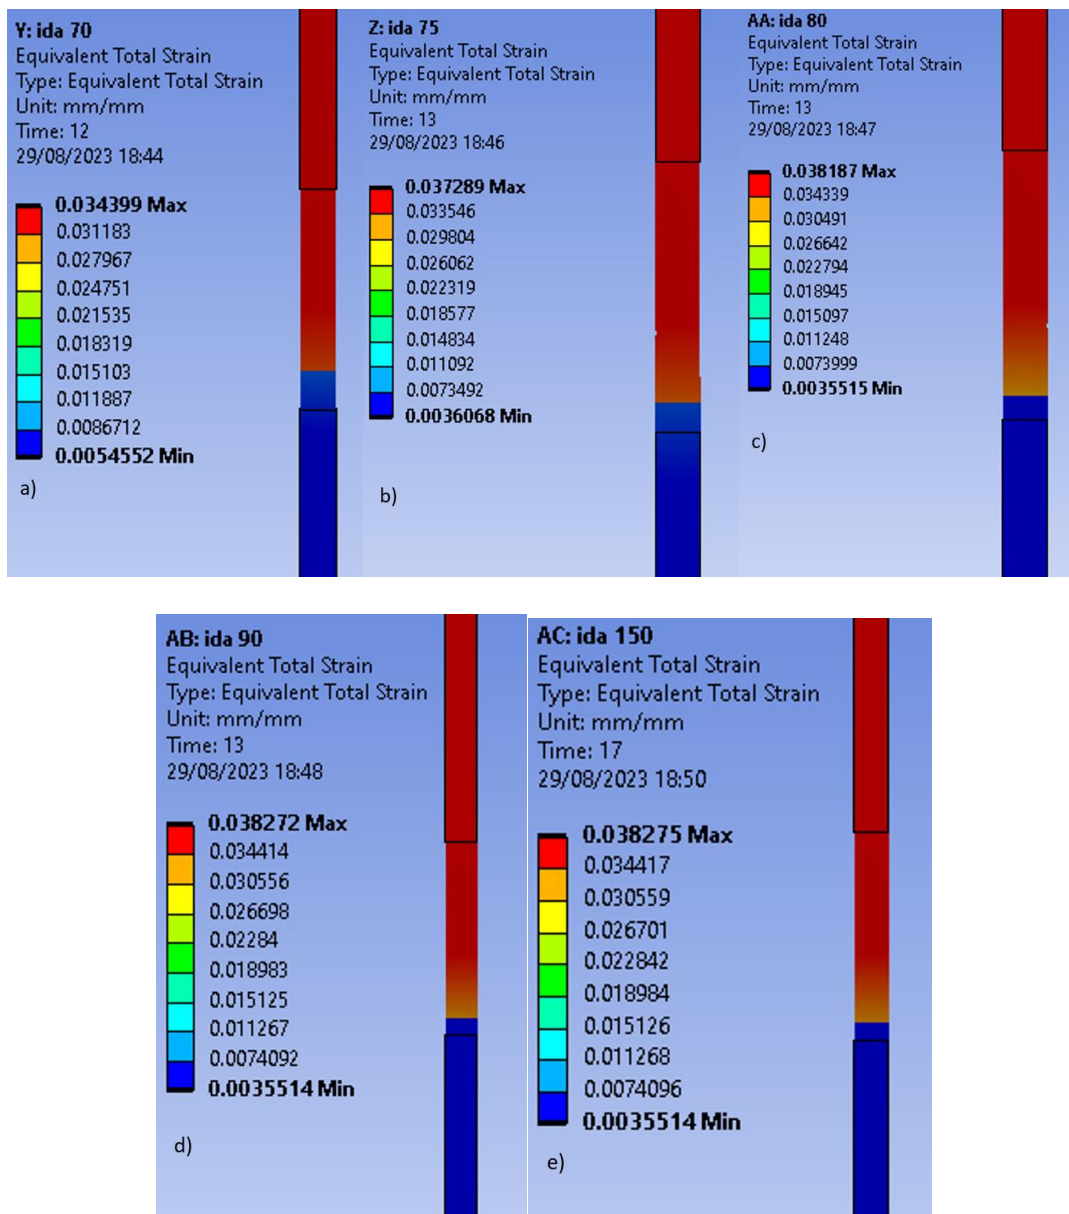 Y: ida 70
Equivalent Total Strain
Type: Equivalent Total Strain
Unit: mm/mm
Time: 12
29/08/2023 18:44
0.034399 Max
0.031183
0.027967
0.024751
0.021535
0.018319
0.015103
0.011887
0.0086712
0.0054552 Min
a)
Z: ida 75
Equivalent Total Strain
Type: Equivalent Total Strain
Unit: mm/mm
Time: 13
29/08/2023 18:46
0.037289 Max
0.033546
0.029804
0.026062
0.022319
0.018577
0.014834
0.011092
0.0073492
0.0036068 Min
b)
AA: ida 80
Equivalent Total Strain
Type: Equivalent Total Strain
Unit: mm/mm
Time: 13
29/08/2023 18:47
0.038187 Max
0.034339
0.030491
0.026642
0.022794
0.018945
0.015097
0.011248
0.0073999
0.0035515 Min
c)
AB: ida 90
Equivalent Total Strain
Type: Equivalent Total Strain
Unit: mm/mm
Time: 13
29/08/2023 18:48
0.038272 Max
0.034414
0.030556
0.026698
0.02284
0.018983
0.015125
0.011267
0.0074092
0.0035514 Min
d)
AC: ida 150
Equivalent Total Strain
Type: Equivalent Total Strain
Unit: mm/mm
Time: 17
29/08/2023 18:50
0.038275 Max
0.034417
0.030559
0.026701
0.022842
0.018984
0.015126
0.011268
0.0074096
0.0035514 Min
e)